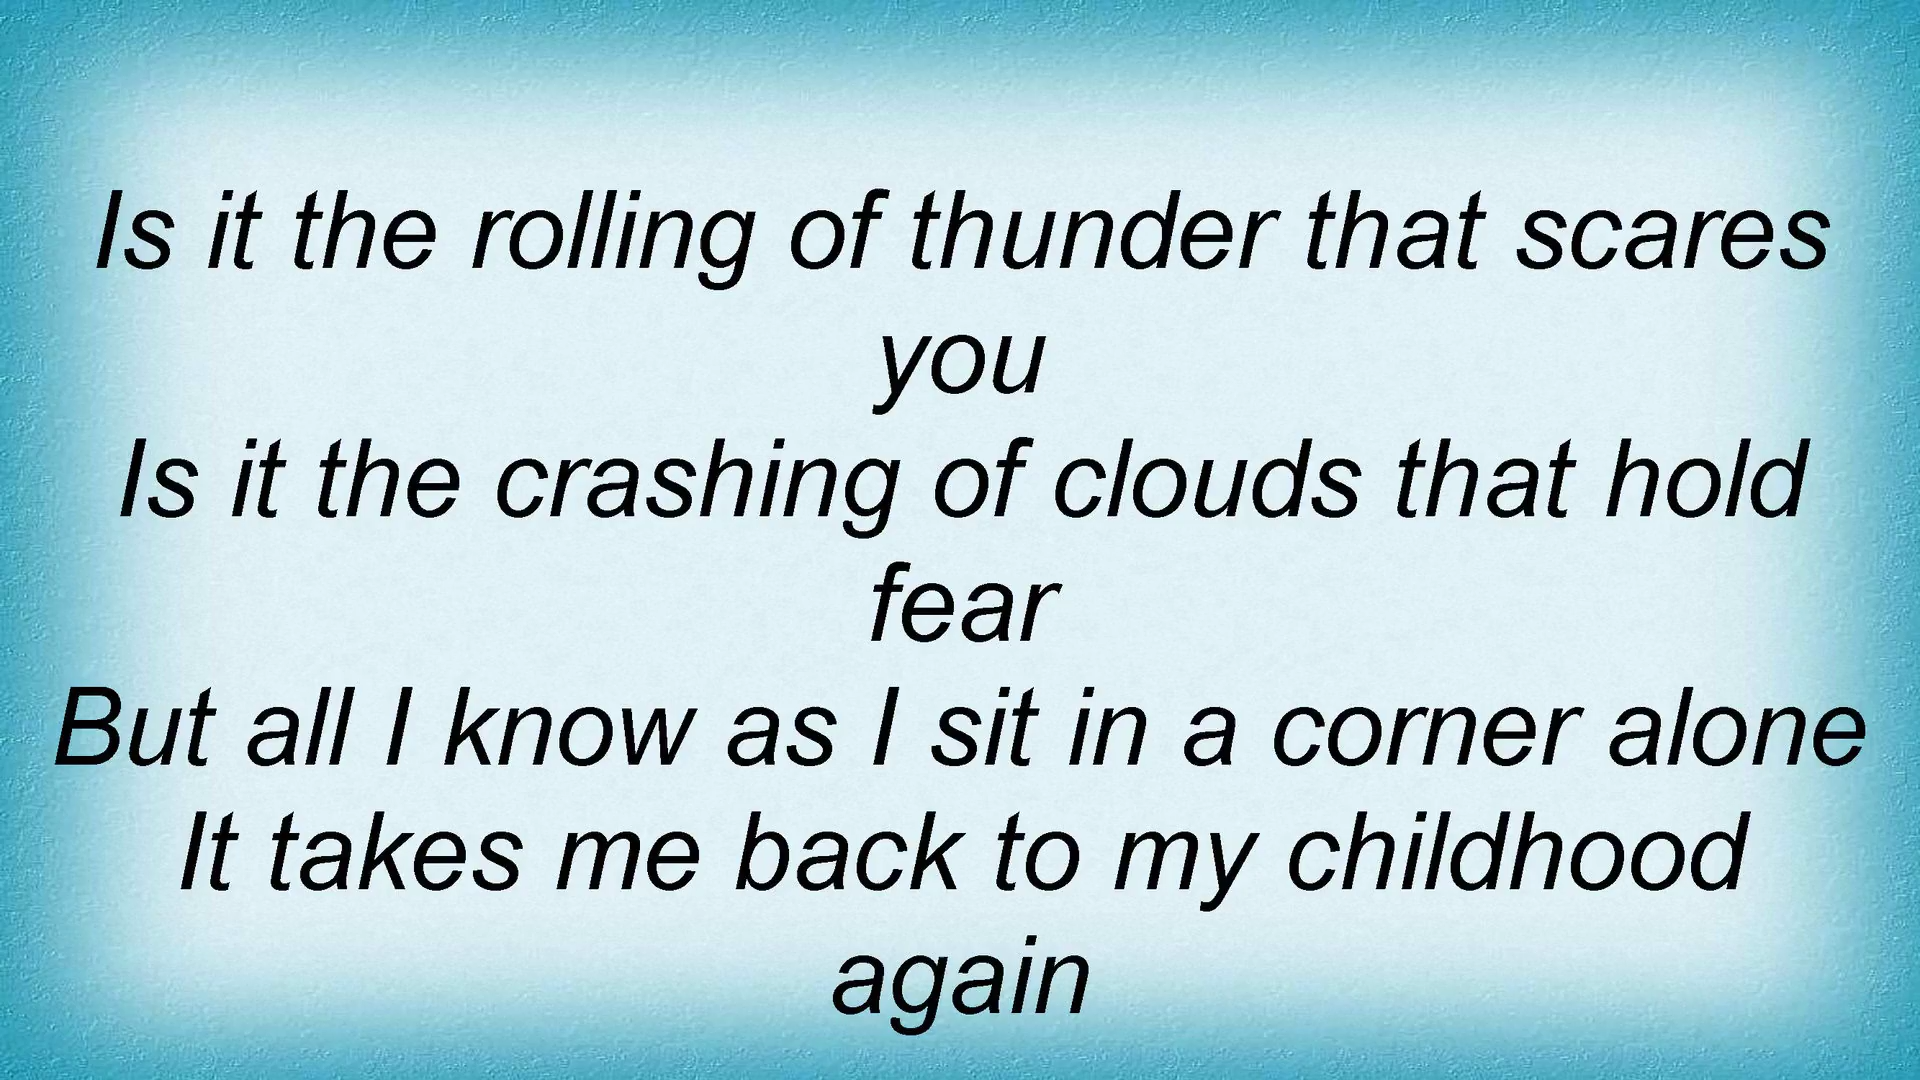 Is it the rolling of thunder that scares
you
Is it the crashing of clouds that hold
fear
But all I know as I sit in a corner alone
It takes me back to my childhood
again